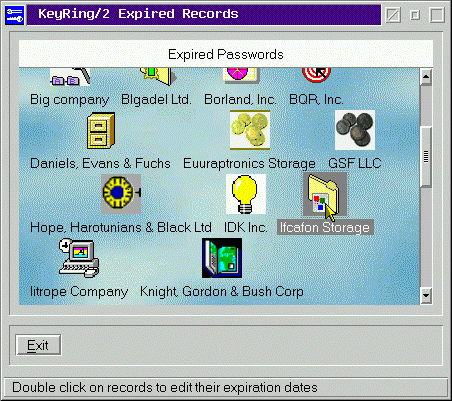 KeyRing/2 Expired Records
Expired Passwords
Big company Blgadel Ltd. Borland, Inc. BQR, Inc.
Daniels, Evans & Fuchs Euuraptronics Storage GSF LLC
Hope, Harotunians & Black Ltd IDK Inc. Ifcafon Storage
Iitrope Company Knight, Gordon & Bush Corp
Exit
Double click on records to edit their expiration dates